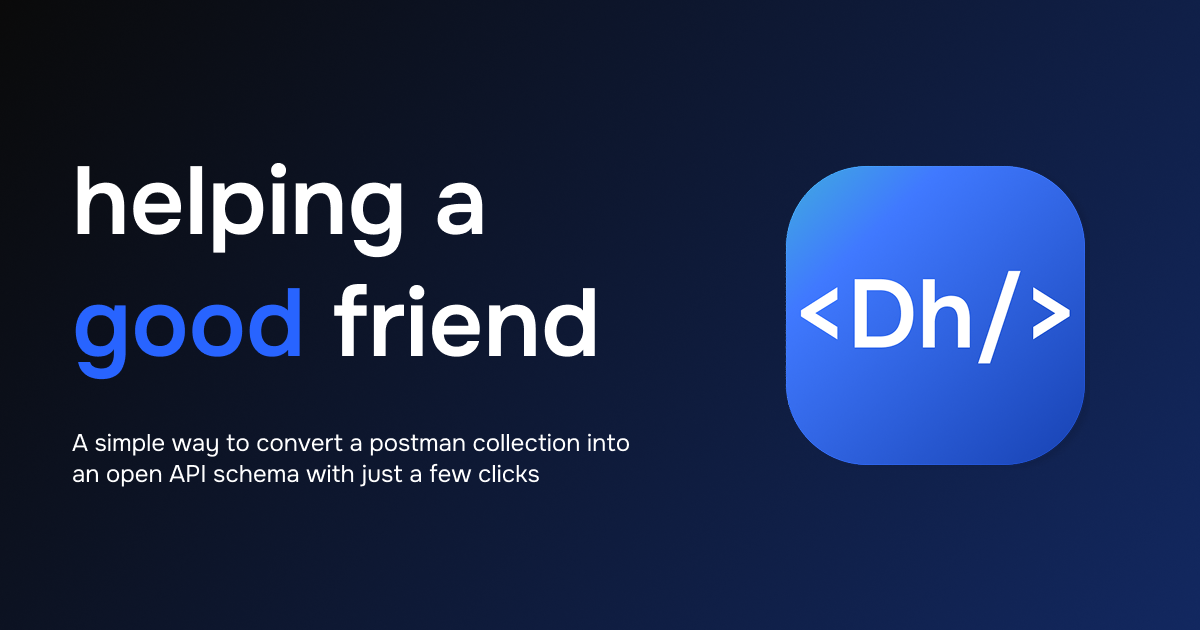 helping a
good friend
A simple way to convert a postman collection into
an open API schema with just a few clicks
<Dh/>